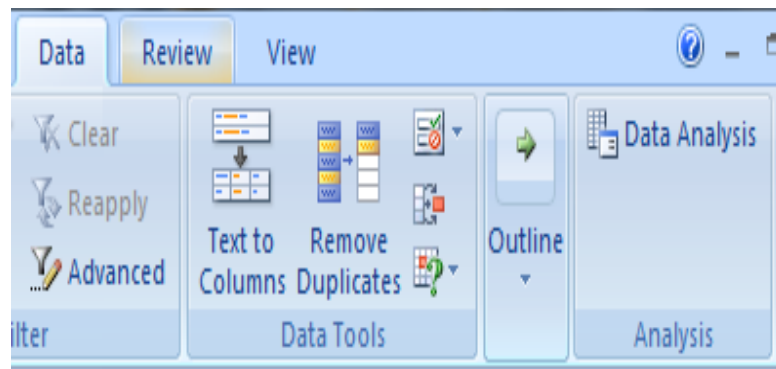 Data Review View
Clear
Reapply
Advanced
ilter
Text to
Columns
Remove
Duplicates
Data Tools
Outline
Data Analysis
Analysis